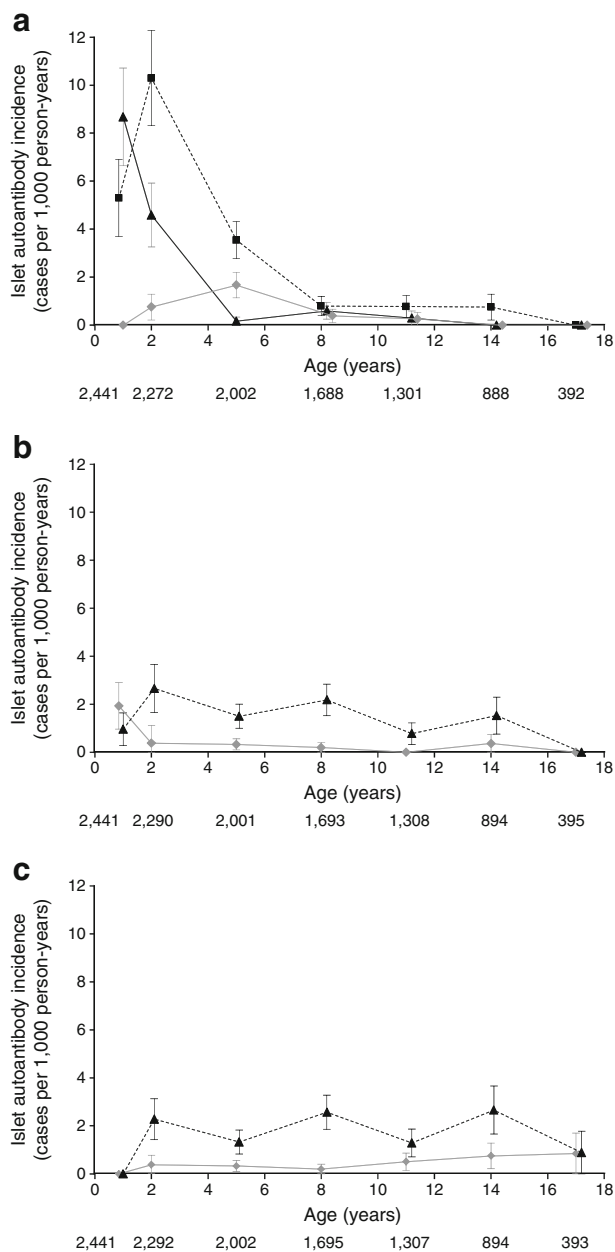 a
Islet autoantibody incidence
(cases per 1,000 person-years)
12
10
8
6
4
2
0
0 2 4 6 8 10 12 14 16 18
Age (years)
2,441 2,272 2,002 1,688 1,301 888 392
b
Islet autoantibody incidence
(cases per 1,000 person-years)
12
10
8
6
4
2
0
0 2 4 6 8 10 12 14 16 18
Age (years)
2,441 2,290 2,001 1,693 1,308 894 395
c
Islet autoantibody incidence
(cases per 1,000 person-years)
12
10
8
6
4
2
0
0 2 4 6 8 10 12 14 16 18
Age (years)
2,441 2,292 2,002 1,695 1,307 894 393